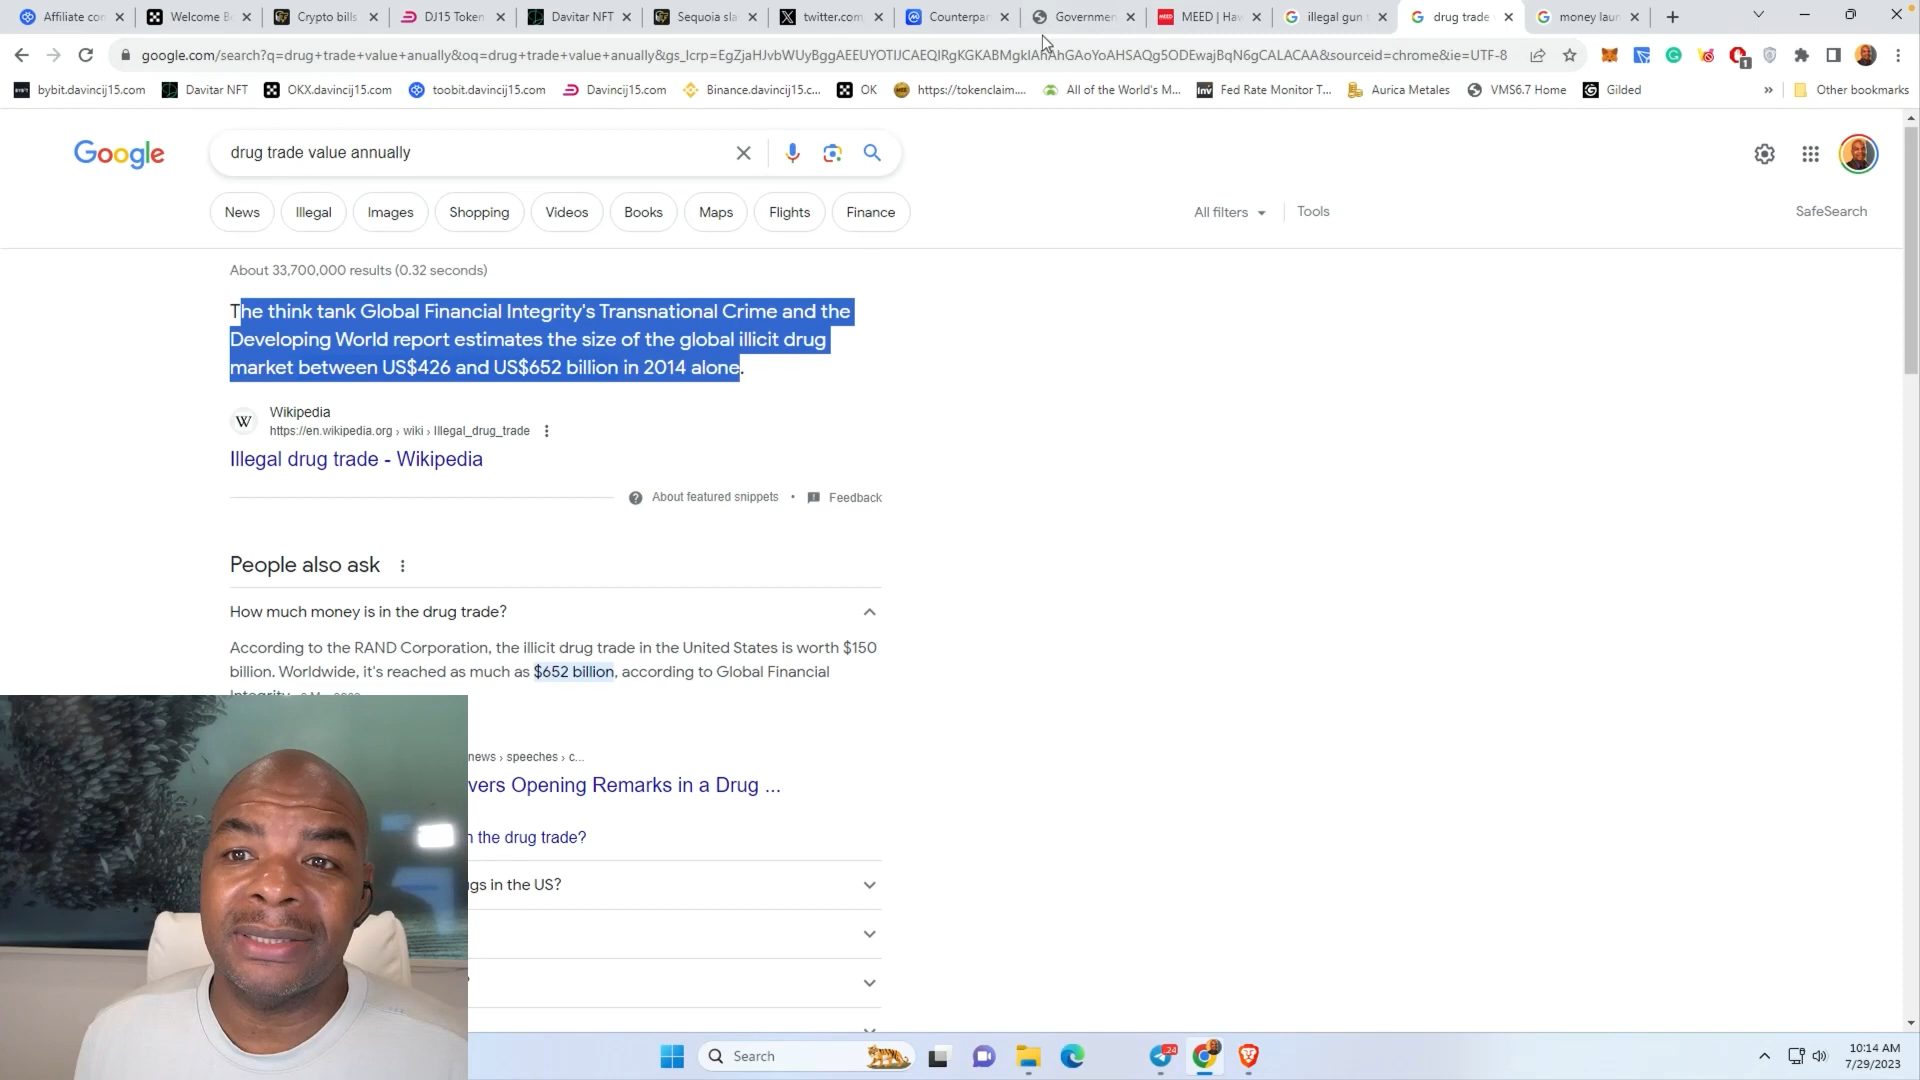 Affiliate con
Welcome B
Crypto bills
DJ15 Token
Davitar NFT
Sequoia sla
twitter.com
Counterpar
Governmen
MEED | Haw
illegal gun t
drug trade
money laun
google.com/search?q=drug+trade+value+anually&oq=drug+trade+value+anually&gs_lcrp=EgZjaHJvbWUyBggAEEUYOTIJCAEQIRgKGKABMgkIAhAhGAoYoAHSAQg5ODEwajBqN6gCALACAA&sourceid=chrome&ie=UTF-8
bybit.davincij15.com
Davitar NFT
OKX.davincij15.com
toobit.davincij15.com
Davincij15.com
Binance.davincij15.c...
OK
https://tokenclaim....
All of the World's M...
Fed Rate Monitor T...
Aurica Metales
VMS6.7 Home
Gilded
»
Other bookmarks
Google
drug trade value annually
News
Illegal
Images
Shopping
Videos
Books
Maps
Flights
Finance
All filters
Tools
SafeSearch
About 33,700,000 results (0.32 seconds)
The think tank Global Financial Integrity's Transnational Crime and the
Developing World report estimates the size of the global illicit drug
market between US$426 and US$652 billion in 2014 alone.
W
Wikipedia
https://en.wikipedia.org › wiki › Illegal_drug_trade
Illegal drug trade - Wikipedia
About featured snippets
•
Feedback
People also ask
How much money is in the drug trade?
According to the RAND Corporation, the illicit drug trade in the United States is worth $150
billion. Worldwide, it's reached as much as $652 billion, according to Global Financial
news › speeches › c...
vers Opening Remarks in a Drug ...
the drug trade?
gs in the US?
Search
24
10:14 AM
7/29/2023